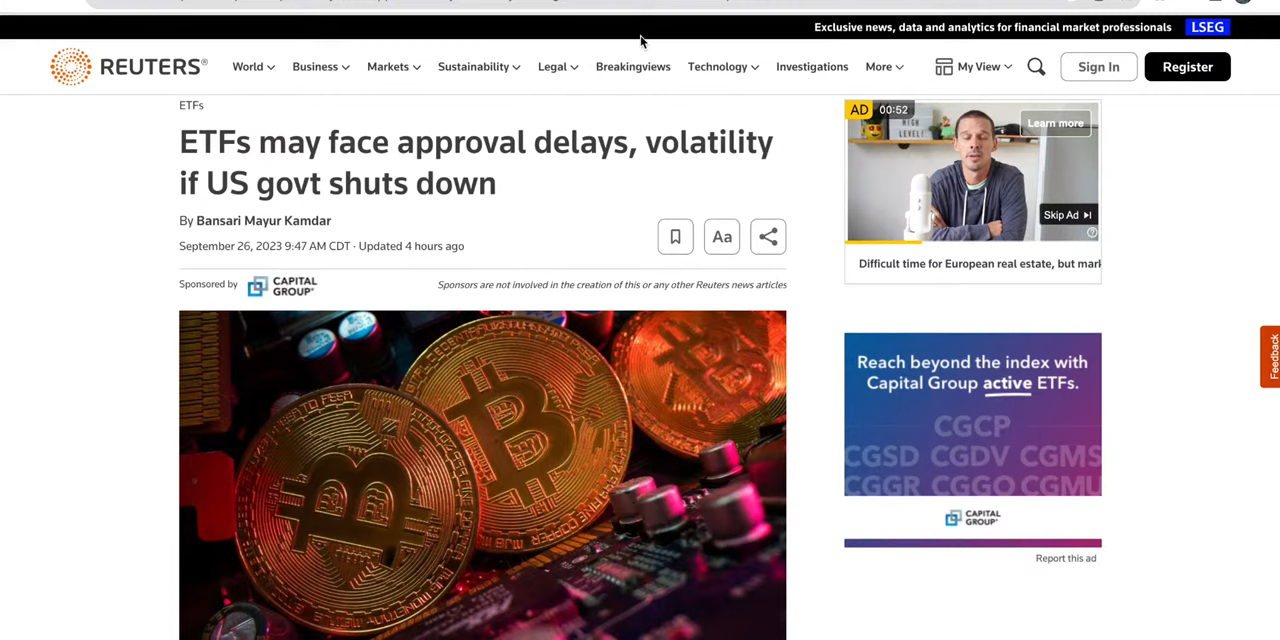 Exclusive news, data and analytics for financial market professionals LSEG
REUTERS®
World Business Markets Sustainability Legal Breakingviews Technology Investigations More My View Sign In Register
ETFs
ETFs may face approval delays, volatility
if US govt shuts down
By Bansari Mayur Kamdar
September 26, 2023 9:47 AM CDT · Updated 4 hours ago
Aa
Sponsored by CAPITAL GROUP® Sponsors are not involved in the creation of this or any other Reuters news articles
AD 00:52
Learn more
HIGH
LEVEL!
Skip Ad
Difficult time for European real estate, but mark
Reach beyond the index with
Capital Group active ETFs.
CGCP
CGSD CGDV CGMS
CGGR CGGO CGMU
CAPITAL
GROUP®
Report this ad
Feedback